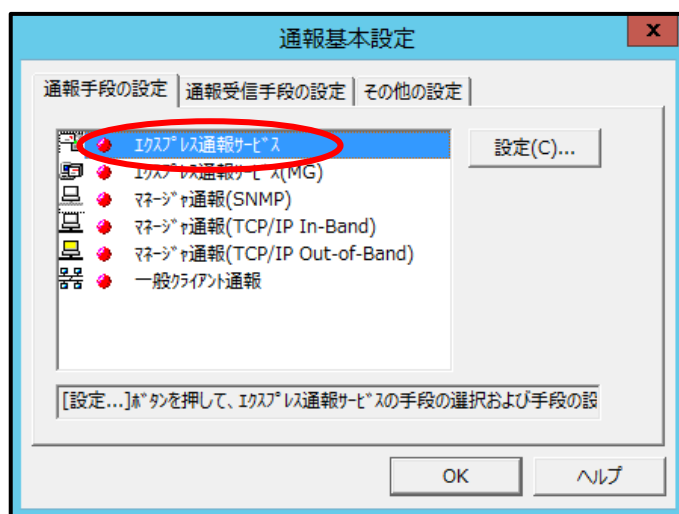 通報基本設定
x
通報手段の設定 通報受信手段の設定 その他の設定
ｴｸｽﾌﾟﾚｽ通報ｻｰﾋﾞｽ
設定(C)...
ｴｸｽﾌﾟﾚｽ通報ｻｰﾋﾞｽ(MG)
ﾏﾈｰｼﾞｬ通報(SNMP)
ﾏﾈｰｼﾞｬ通報(TCP/IP In-Band)
ﾏﾈｰｼﾞｬ通報(TCP/IP Out-of-Band)
一般ｸﾗｲｱﾝﾄ通報
[設定...]ﾎﾞﾀﾝを押して、ｴｸｽﾌﾟﾚｽ通報ｻｰﾋﾞｽの手段の選択および手段の設
OK ヘルプ